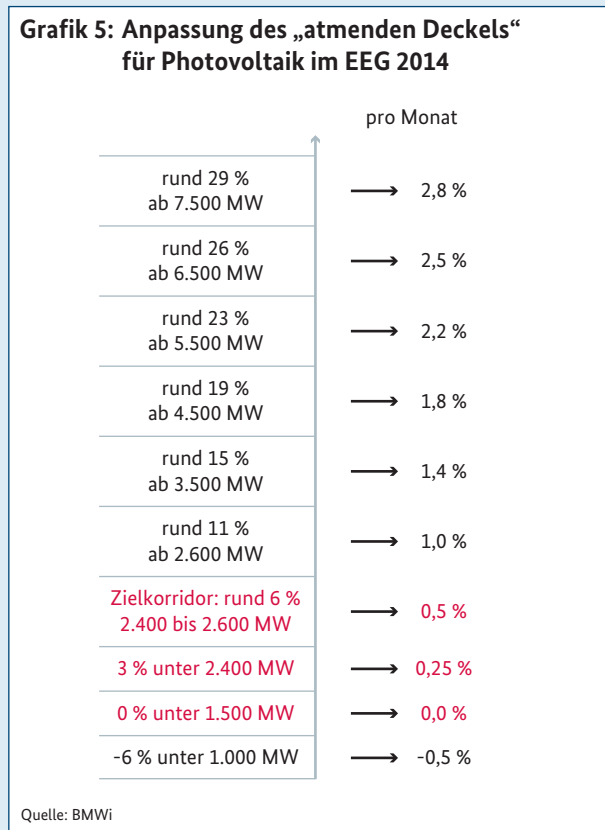 Grafik 5: Anpassung des „atmenden Deckels“
für Photovoltaik im EEG 2014
pro Monat
rund 29 %
ab 7.500 MW
2,8 %
rund 26 %
ab 6.500 MW
2,5 %
rund 23 %
ab 5.500 MW
2,2 %
rund 19 %
ab 4.500 MW
1,8 %
rund 15 %
ab 3.500 MW
1,4 %
rund 11 %
ab 2.600 MW
1,0 %
Zielkorridor: rund 6 %
2.400 bis 2.600 MW
0,5 %
3 % unter 2.400 MW
0,25 %
0 % unter 1.500 MW
0,0 %
-6 % unter 1.000 MW
-0,5 %
Quelle: BMWi